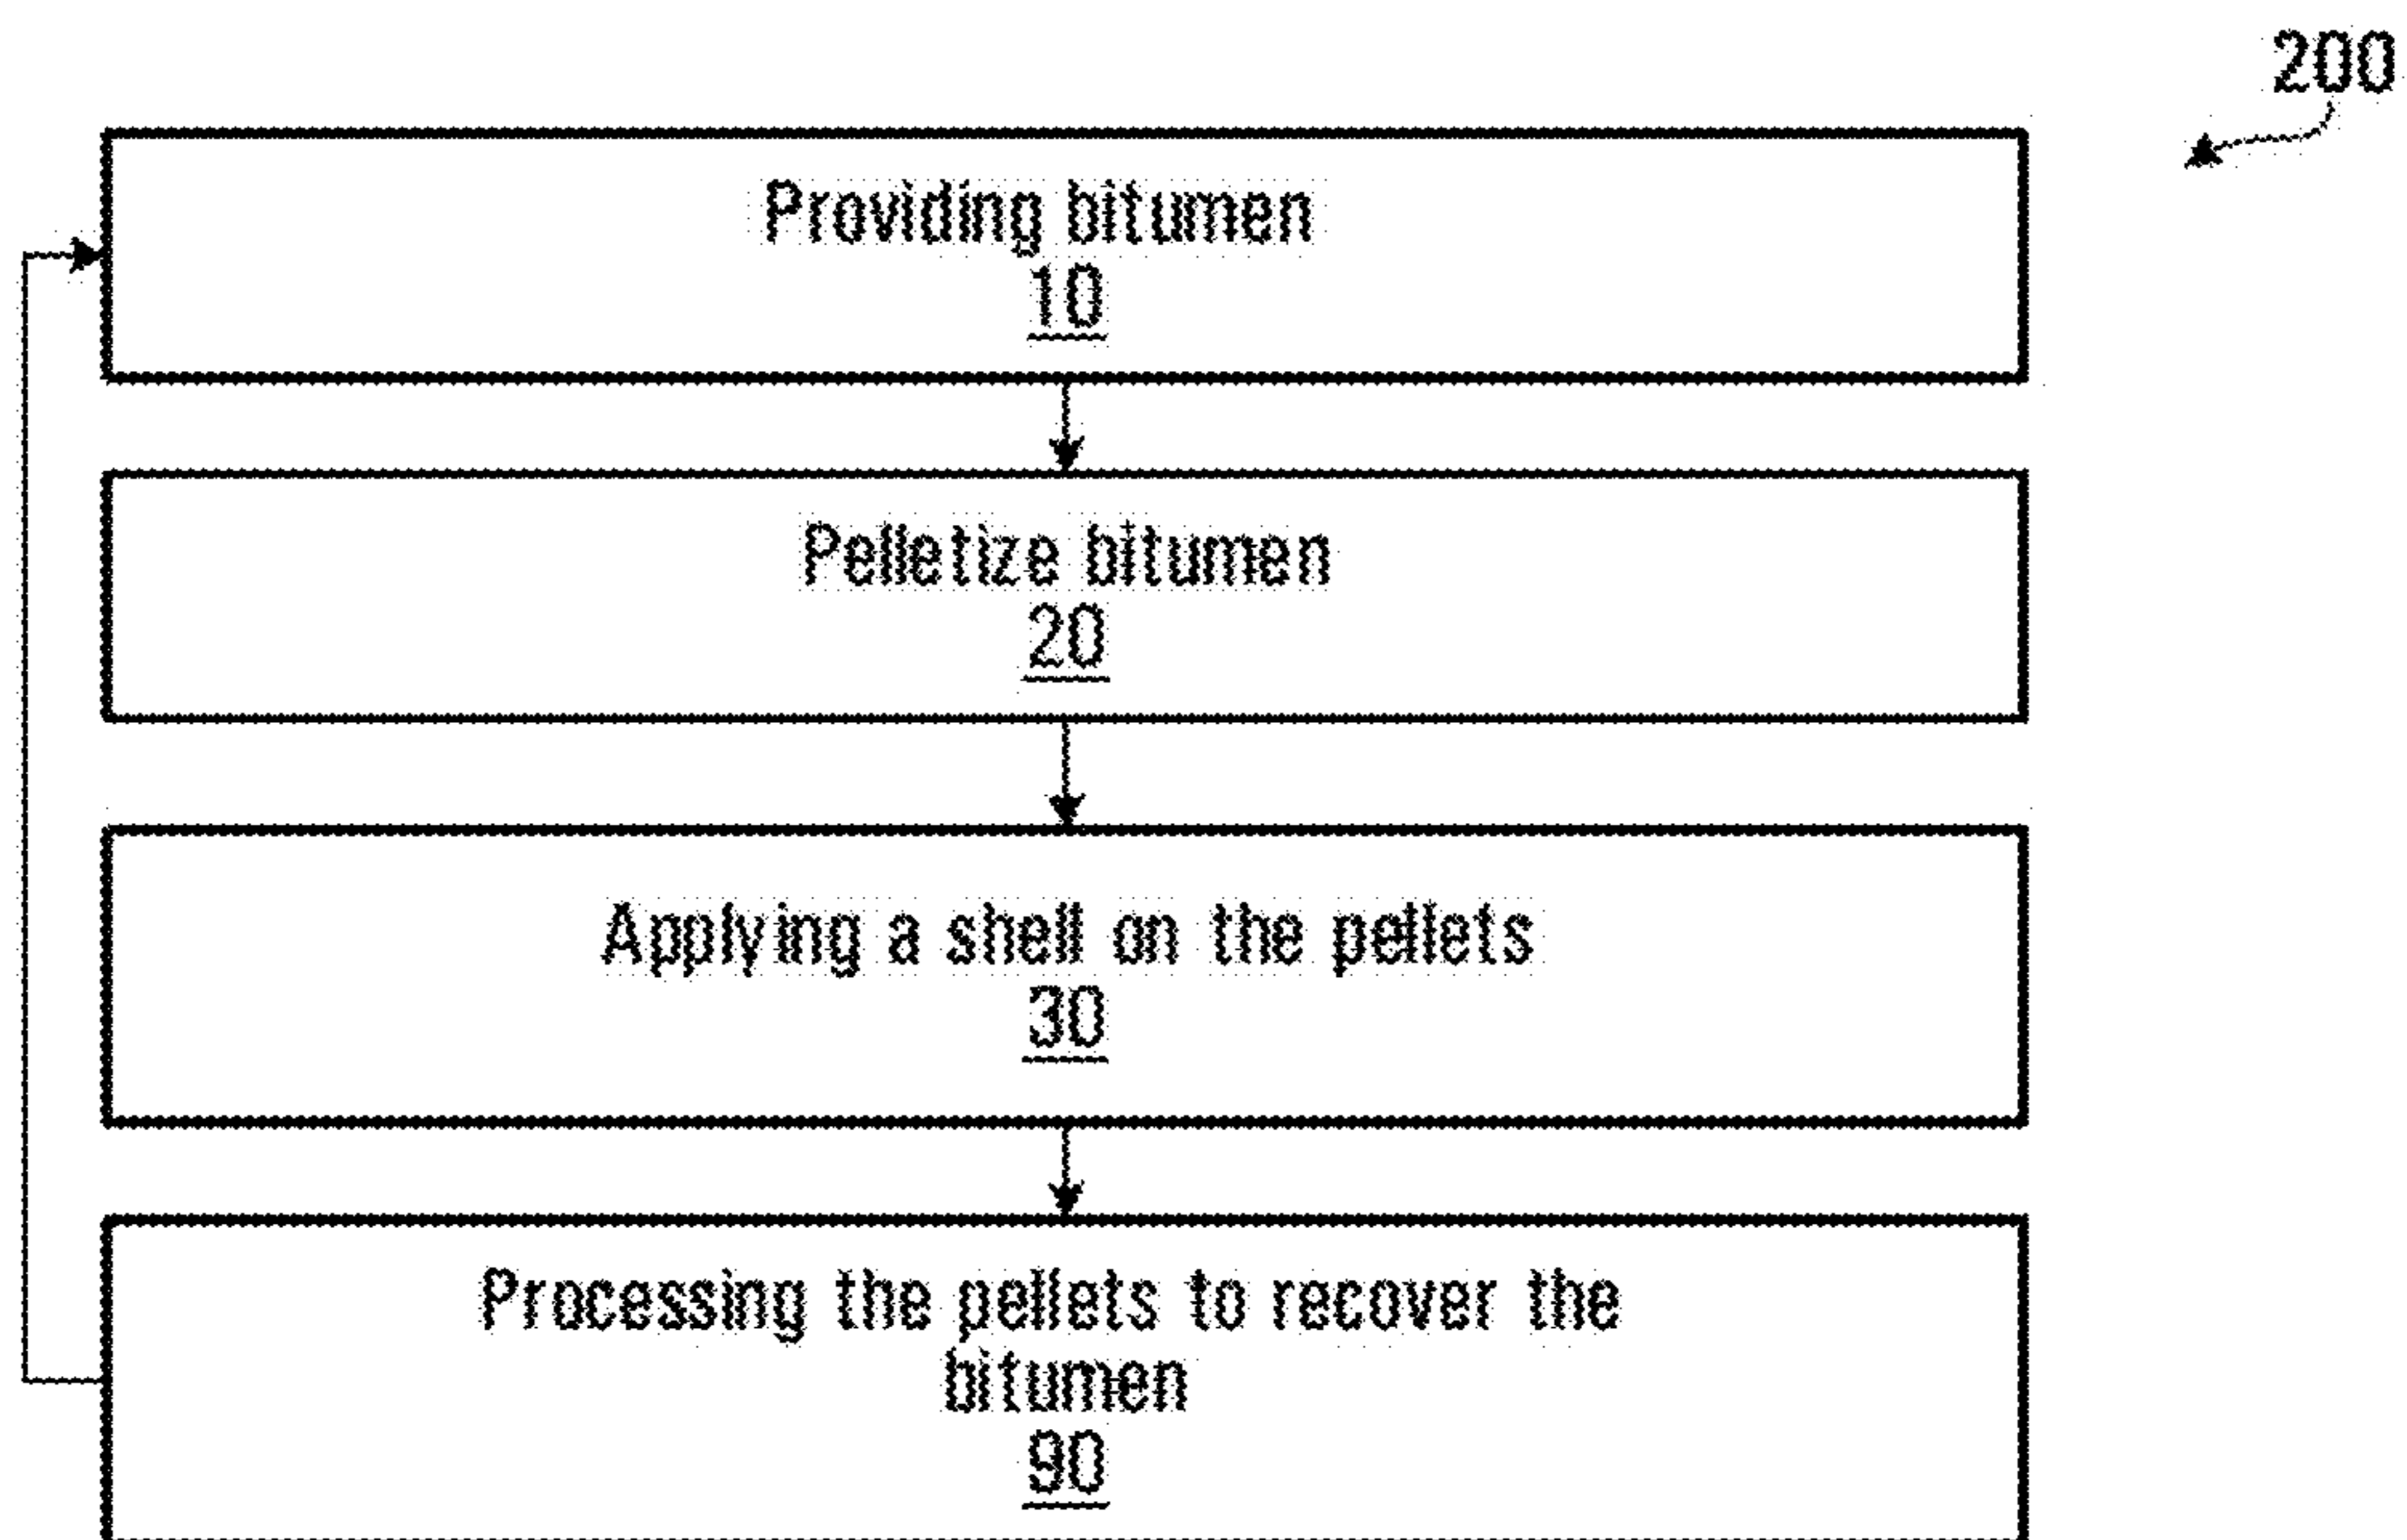 200
Providing bitumen
10
Pelletize bitumen
20
Applying a shell on the pellets
30
Processing the pellets to recover the
bitumen
90